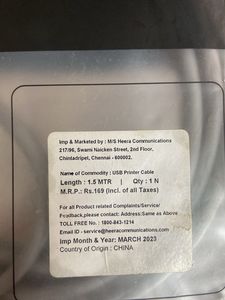 Imp & Marketed by : M/S Heera Communications
217/96, Swami Naicken Street, 2nd Floor,
Chintadripet, Chennai - 600002.
Name of Commodity : USB Printer Cable
Length : 1.5 MTR | Qty : 1 N
M.R.P.: Rs.169 (Incl. of all Taxes)
For all Product related Complaints/Service/
Feedback,please contact: Address:Same as Above
TOLL FREE No. : 1800-843-1214
Email ID - service@heeracommunications.com
imp Month & Year: MARCH 2023
Country of Origin : CHINA